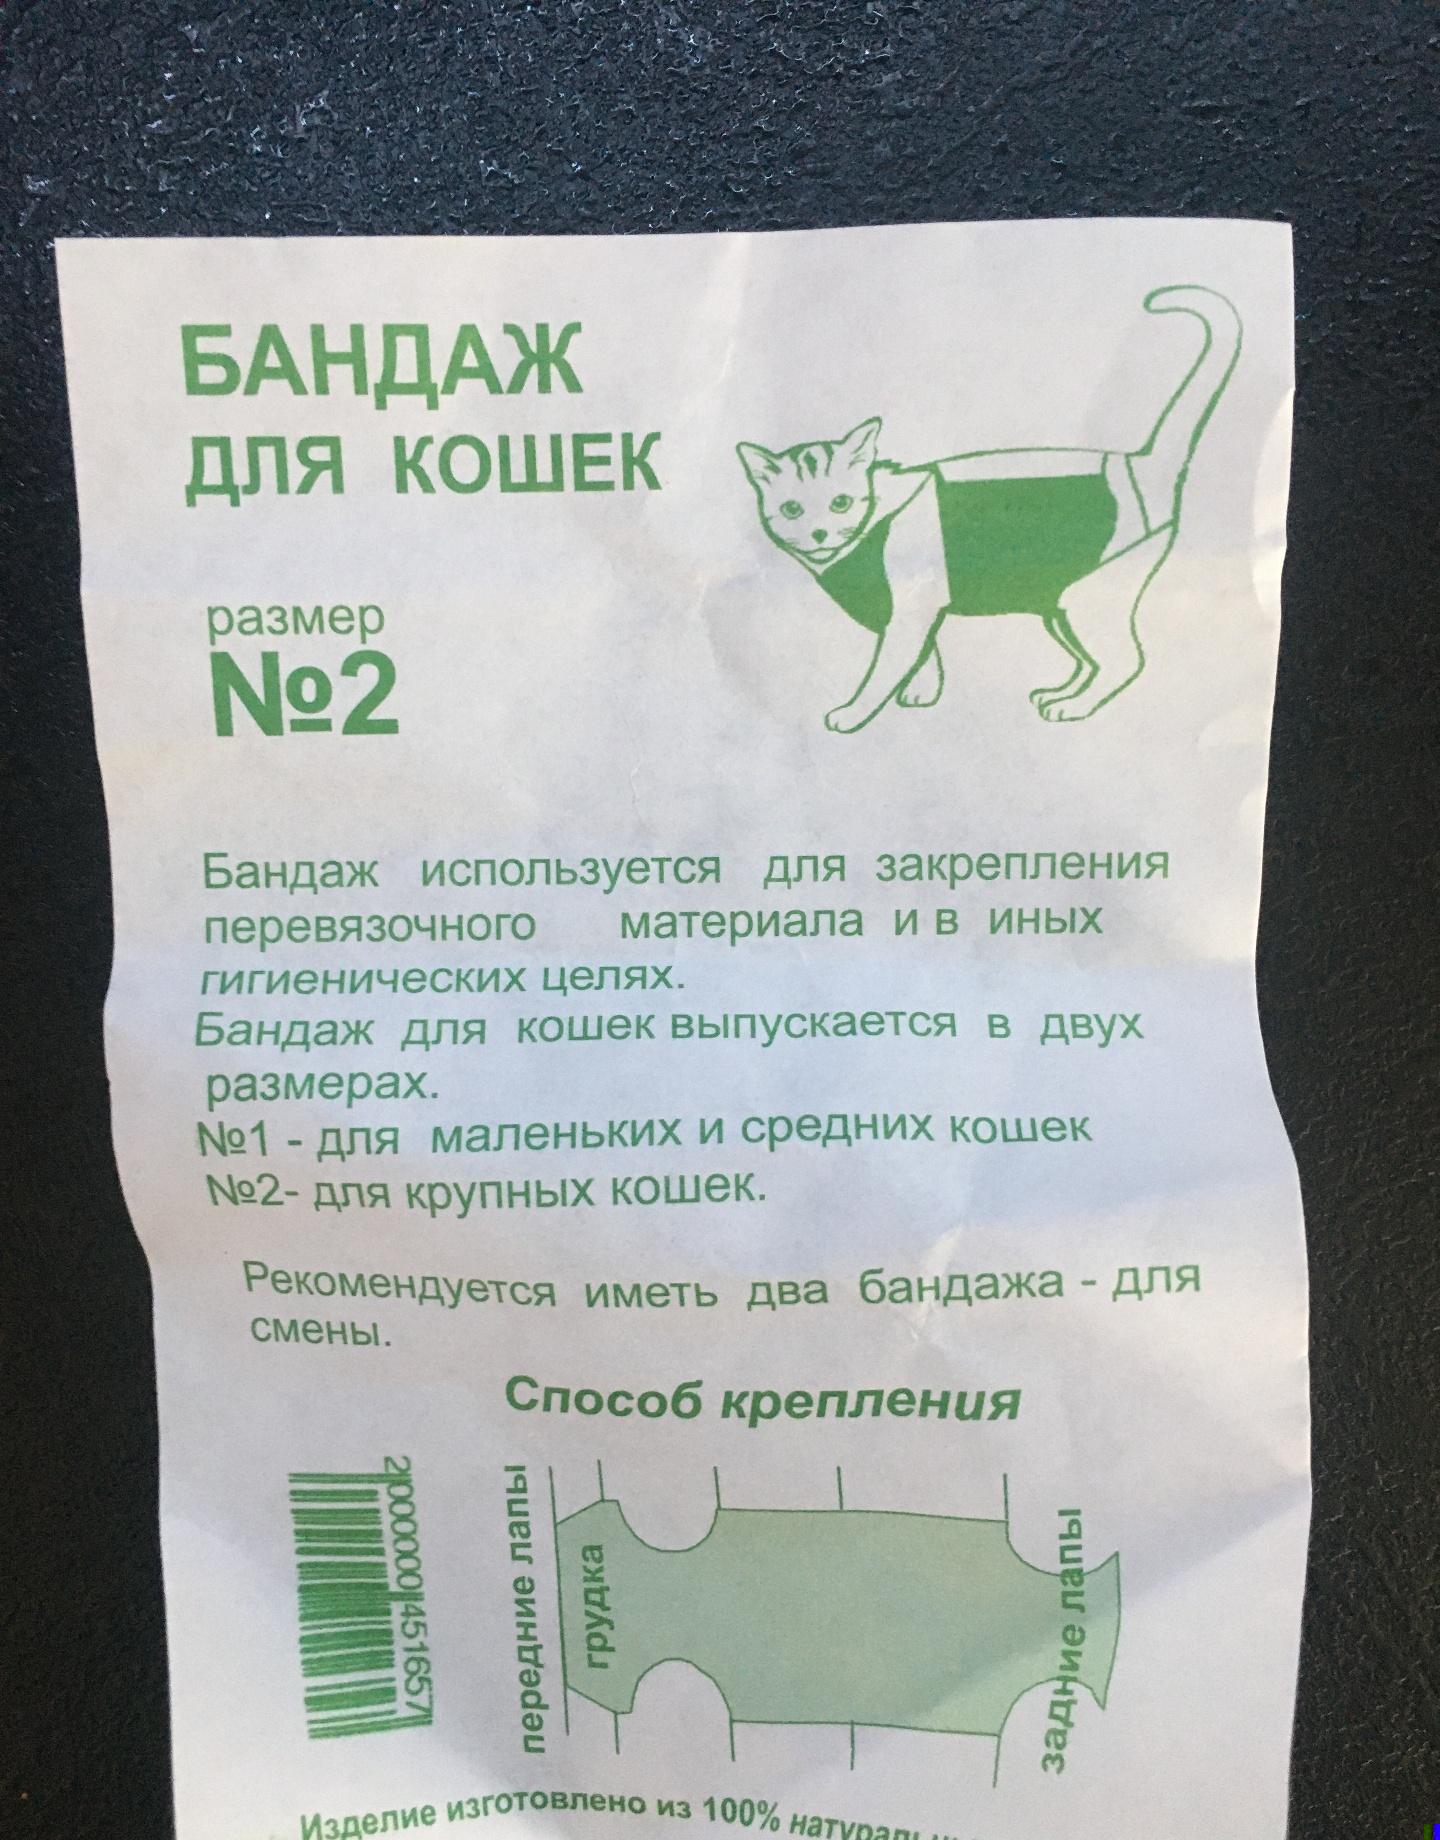 БАНДАЖ
ДЛЯ КОШЕК
размер
№2
Бандаж используется для закрепления
перевязочного материала и в иных
гигиенических целях.
Бандаж для кошек выпускается в двух
размерах.
№1 - для маленьких и средних кошек
№2- для крупных кошек.
Рекомендуется иметь два бандажа - для
смены.
Способ крепления
2000000451657
передние лапы
грудка
задние лапы
Изделие изготовлено из 100%